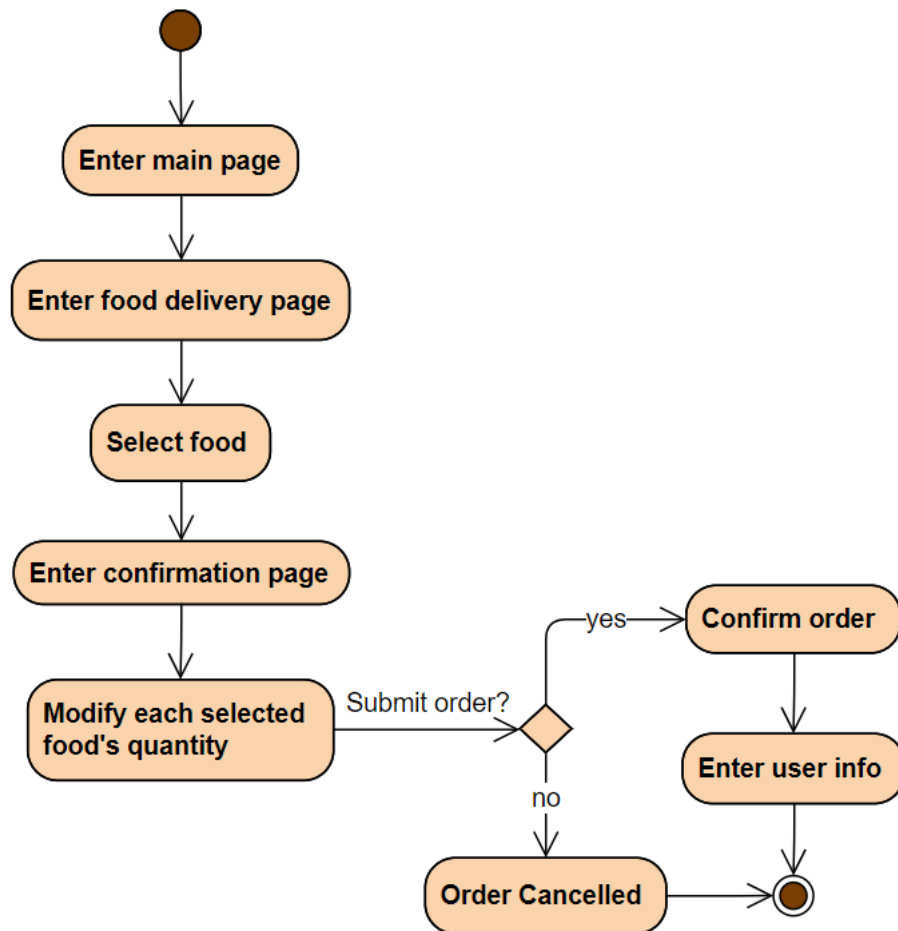 Enter main page
Enter food delivery page
Select food
Enter confirmation page
Modify each selected
food's quantity
Submit order?
yes
Confirm order
Enter user info
no
Order Cancelled